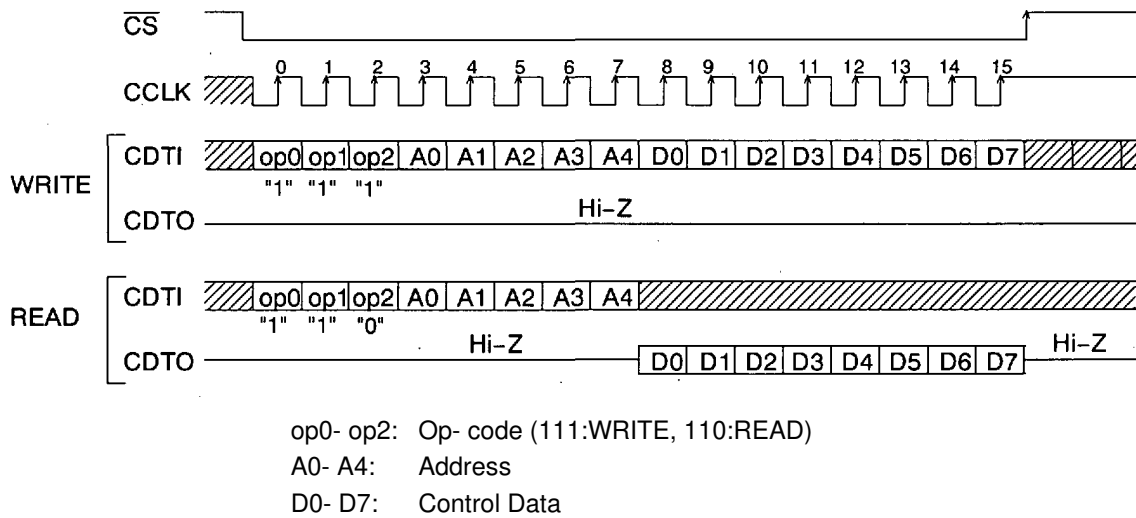 CS
0 1 2 3 4 5 6 7 8 9 10 11 12 13 14 15
CCLK
CDTI op0 op1 op2 A0 A1 A2 A3 A4 D0 D1 D2 D3 D4 D5 D6 D7
WRITE
"1" "1" "1"
Hi-Z
CDTO
CDTI op0 op1 op2 A0 A1 A2 A3 A4
READ
"1" "1" "0"
Hi-Z Hi-Z
CDTO D0 D1 D2 D3 D4 D5 D6 D7
op0- op2: Op- code (111:WRITE, 110:READ)
A0- A4: Address
D0- D7: Control Data